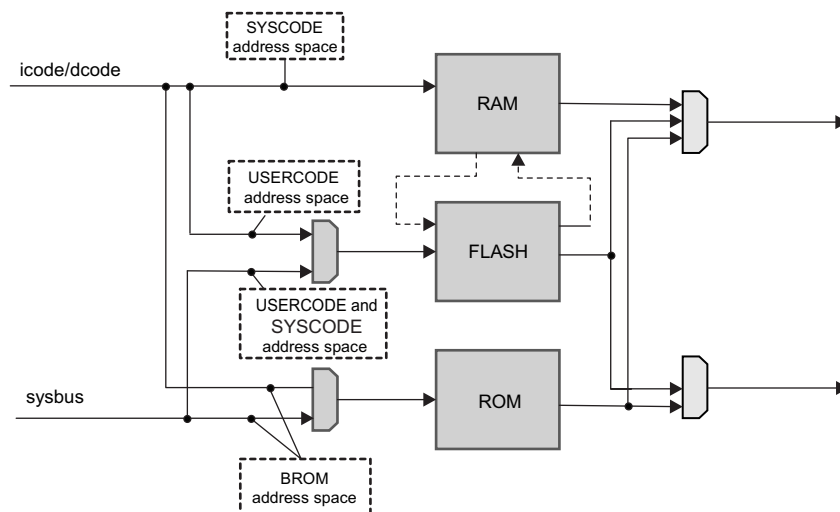 SYSCODE
address space
icode/dcode
RAM
USERCODE
address space
FLASH
USERCODE and
SYSCODE
address space
sysbus
ROM
BROM
address space